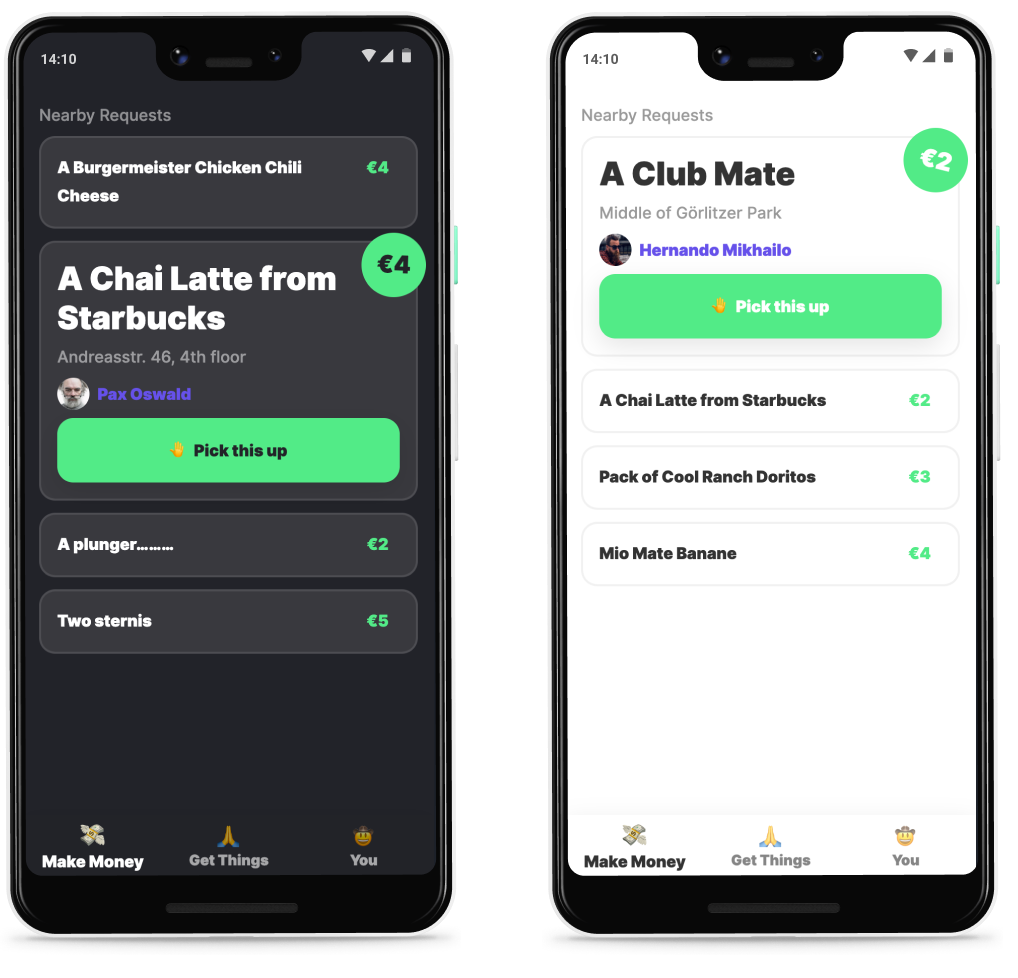 14:10
Nearby Requests
A Burgermeister Chicken Chili
Cheese
€4
A Chai Latte from
Starbucks
€4
Andreasstr. 46, 4th floor
Pax Oswald
🤚 Pick this up
A plunger.........
€2
Two sternis
€5
Make Money
Get Things
You
14:10
Nearby Requests
A Club Mate
€2
Middle of Görlitzer Park
Hernando Mikhailo
🤚 Pick this up
A Chai Latte from Starbucks
€2
Pack of Cool Ranch Doritos
€3
Mio Mate Banane
€4
Make Money
Get Things
You